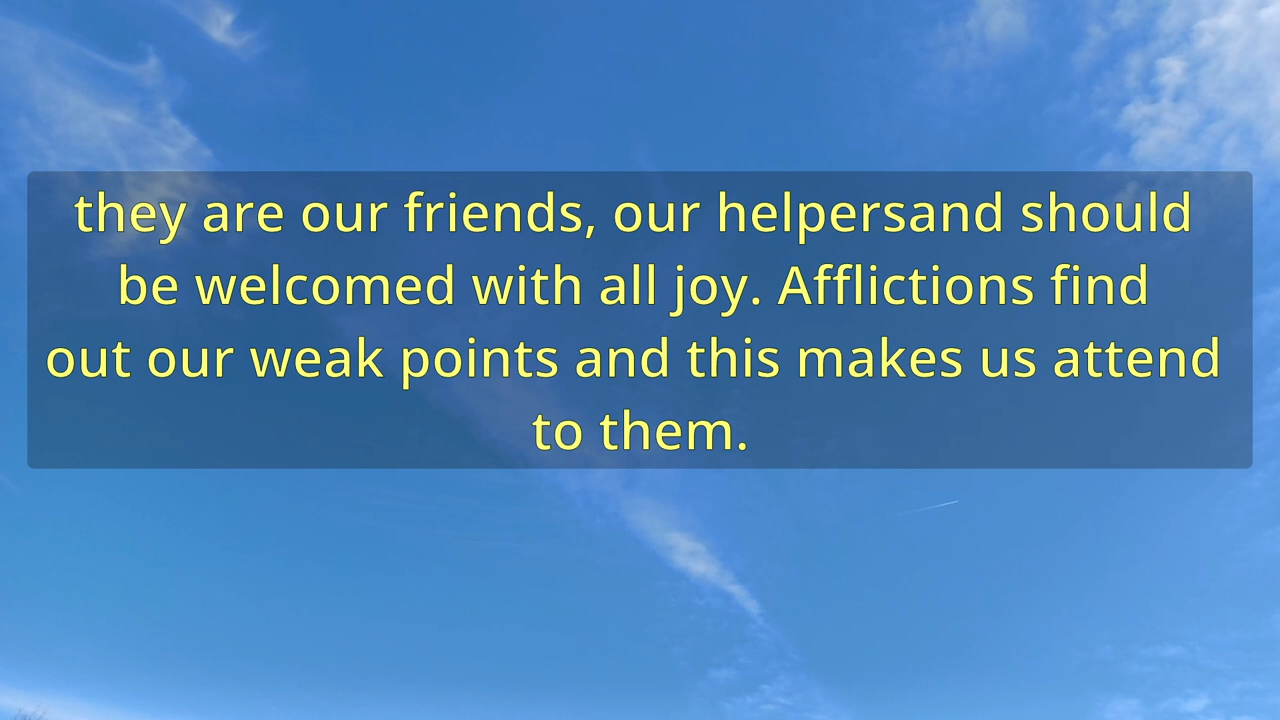 they are our friends, our helpersand should
be welcomed with all joy. Afflictions find
out our weak points and this makes us attend
to them.